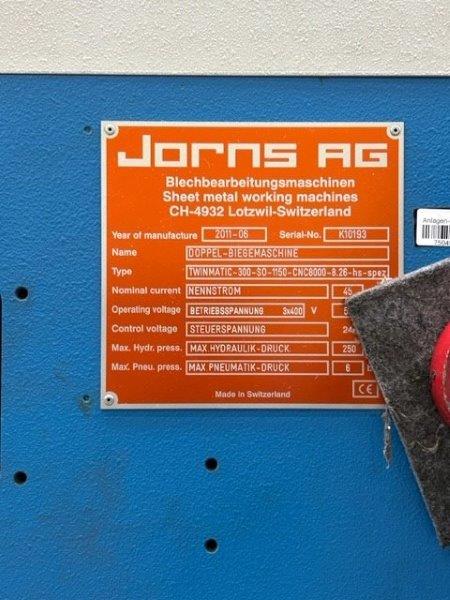 Jorns AG
Blechbearbeitungsmaschinen
Sheet metal working machines
CH-4932 Lotzwil-Switzerland
Year of manufacture 2011-06 Serial-No. K10193
Name DOPPEL-BIEGEMASCHINE
Type TWINMATIC-300-SO-1150-CNC8000-8.26-hs-spez
Nominal current NENNSTROM 45
Operating voltage BETRIEBSSPANNUNG 3x400 V
Control voltage STEUERSPANNUNG
Max. Hydr. press. MAX.HYDRAULIK-DRUCK 250
Max. Pneu. press. MAX PNEUMATIK-DRUCK 6
CE
Made in Switzerland
Anlagen-